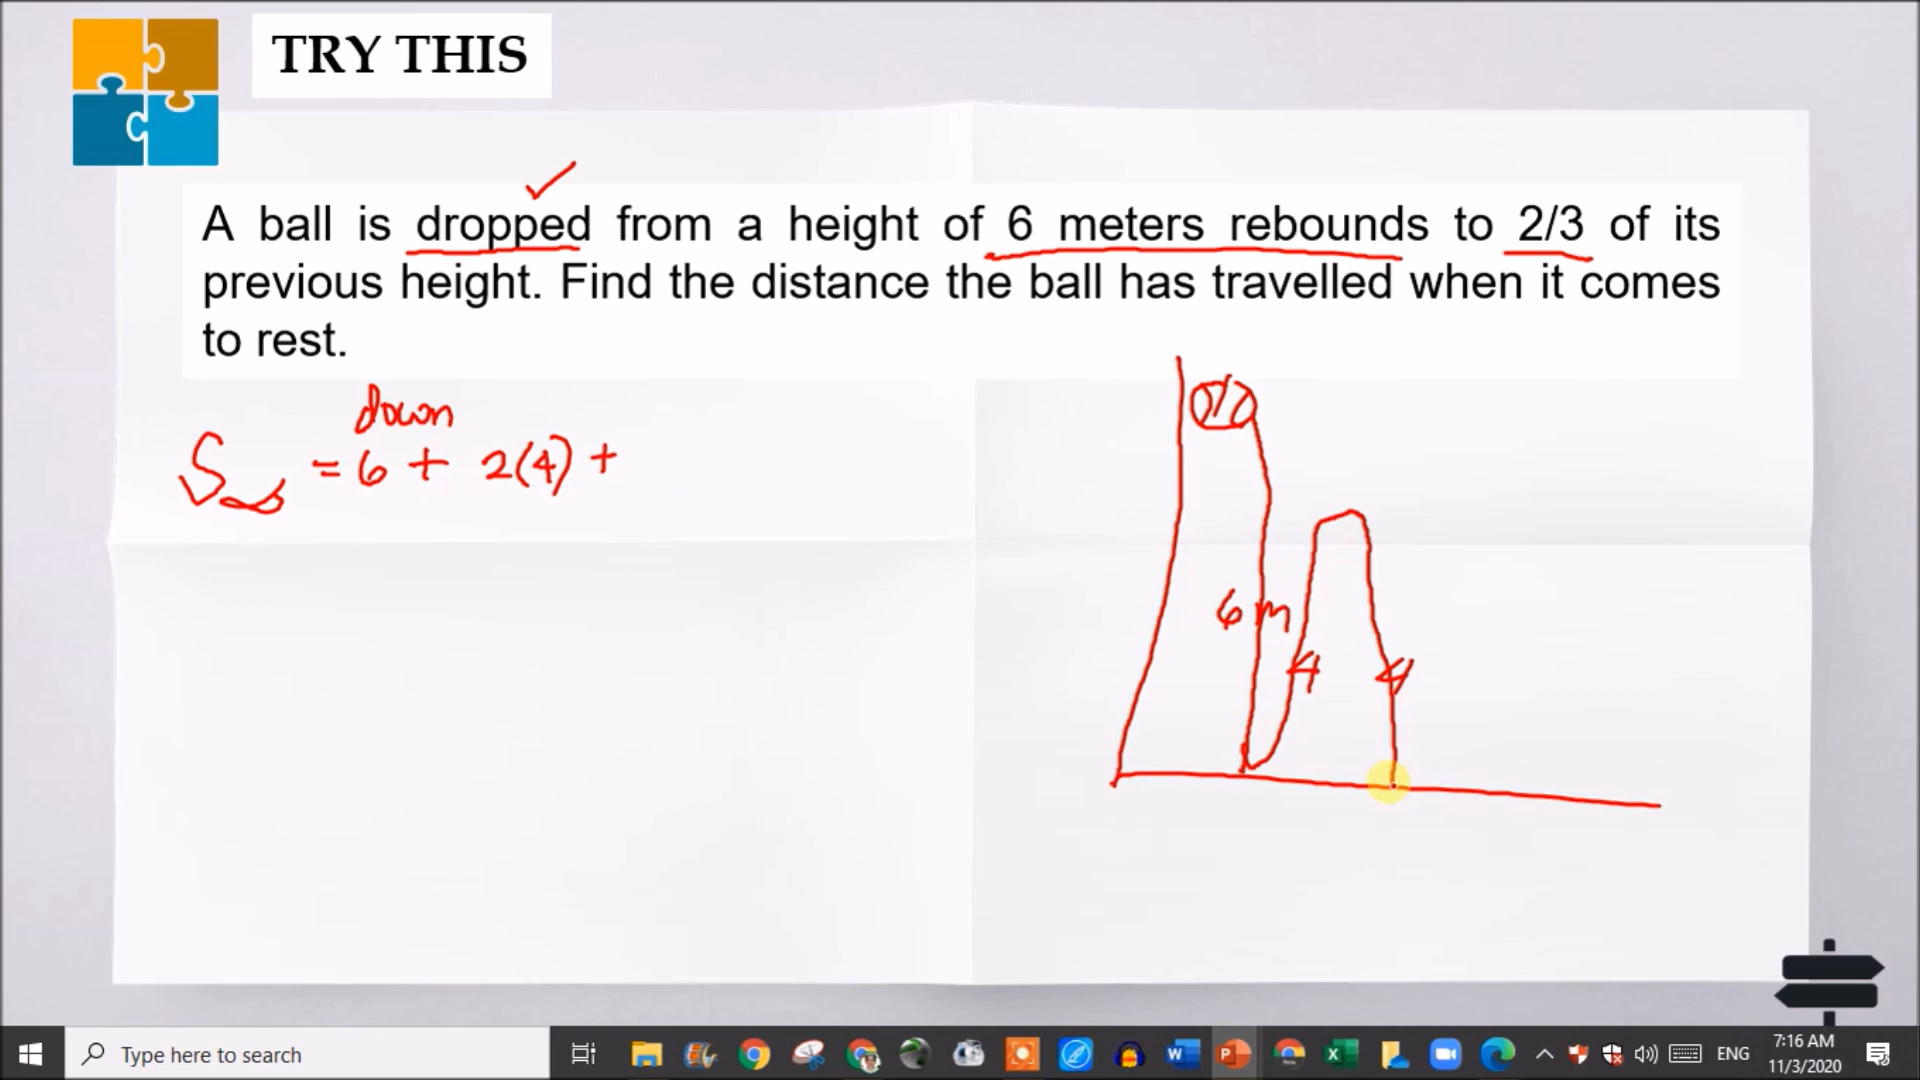 TRY THIS
A ball is dropped from a height of 6 meters rebounds to 2/3 of its
previous height. Find the distance the ball has travelled when it comes
to rest.
down
S∞ = 6 + 2(4) +
6 m
4 4
Type here to search
ENG
7:16 AM
11/3/2020